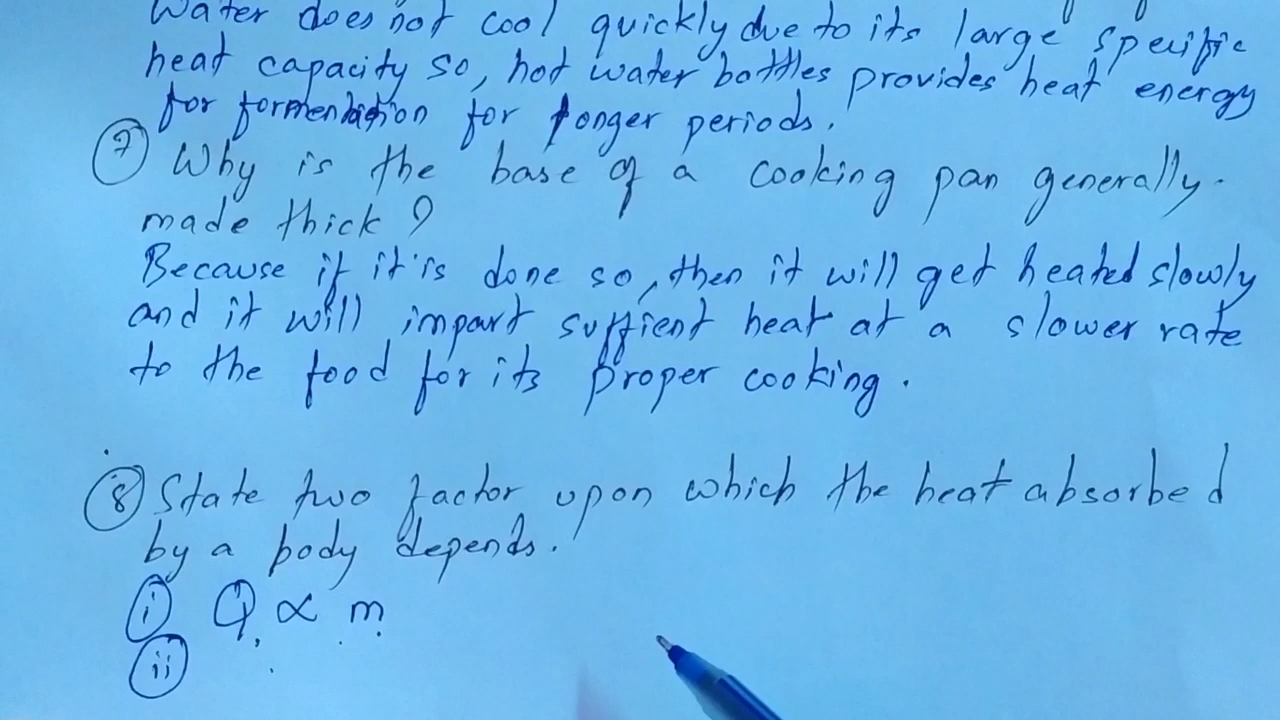 Water does not cool quickly due to its large specific
heat capacity so, hot water bottles provides heat energy
for formentation for longer periods.
7 Why is the base of a cooking pan generally.
made thick ?
Because if it is done so, then it will get heated slowly
and it will impart suffient heat at a slower rate
to the food for its proper cooking.
8 State two factor upon which the heat absorbed
by a body depends.
i Q ∝ m
ii